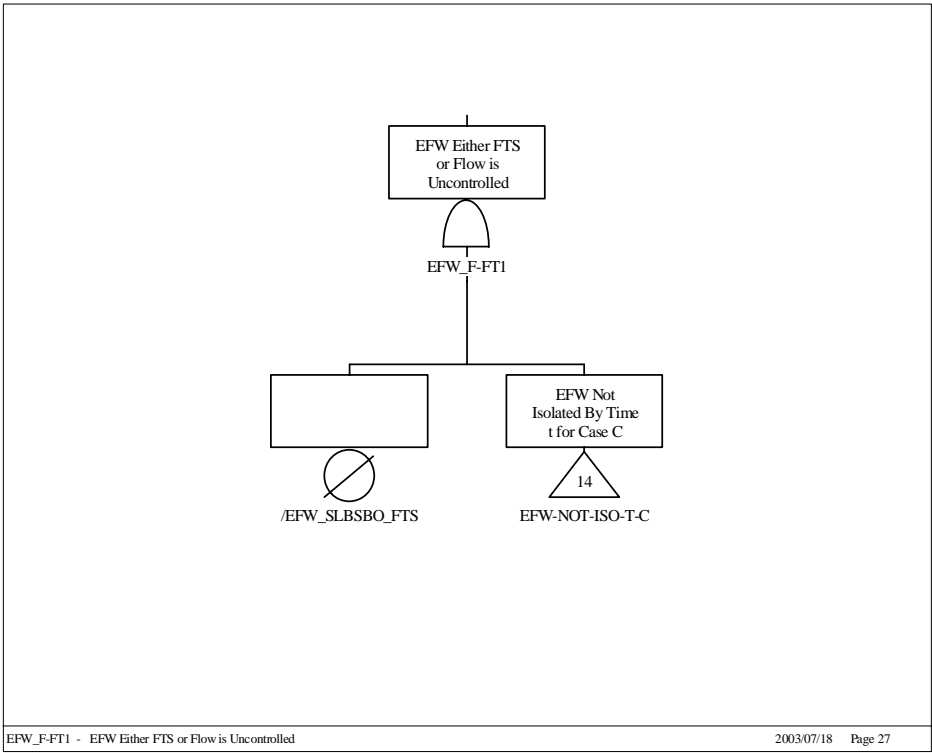 EFW Either FTS
or Flow is
Uncontrolled
EFW_F-FT1
EFW Not
Isolated By Time
t for Case C
14
/EFW_SLBSBO_FTS
EFW-NOT-ISO-T-C
EFW_F-FT1 - EFW Either FTS or Flow is Uncontrolled
2003/07/18 Page 27